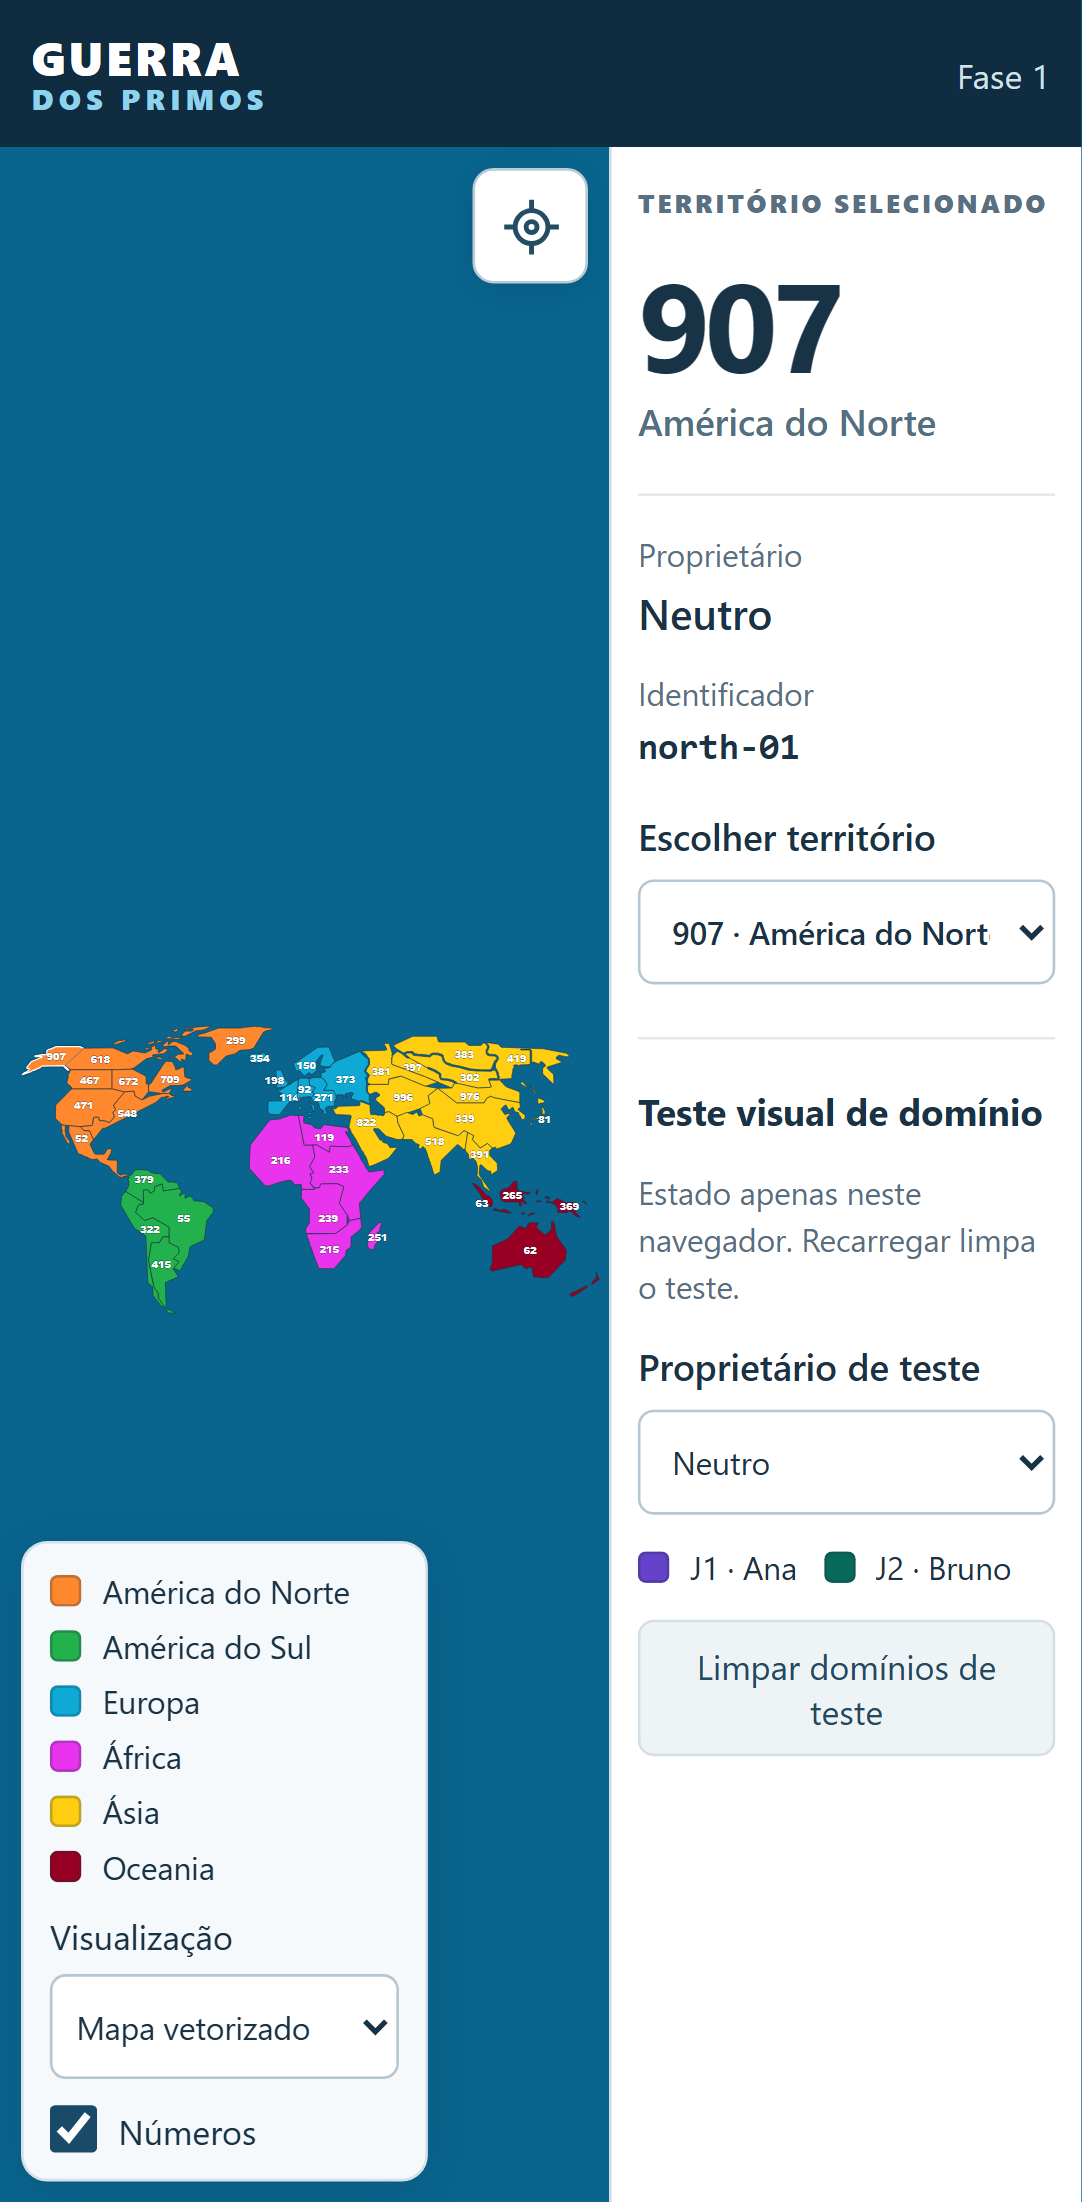 GUERRA
DOS PRIMOS
Fase 1
TERRITÓRIO SELECIONADO
907
América do Norte
Proprietário
Neutro
Identificador
north-01
Escolher território
907 · América do Norte
Teste visual de domínio
Estado apenas neste
navegador. Recarregar limpa
o teste.
Proprietário de teste
Neutro
J1 · Ana
J2 · Bruno
Limpar domínios de
teste
907
618
299
467
672
709
471
548
52
379
55
322
415
354
150
198
92
373
114
271
119
216
233
239
215
251
381
397
383
419
302
996
976
339
81
822
518
391
63
265
369
62
América do Norte
América do Sul
Europa
África
Ásia
Oceania
Visualização
Mapa vetorizado
Números